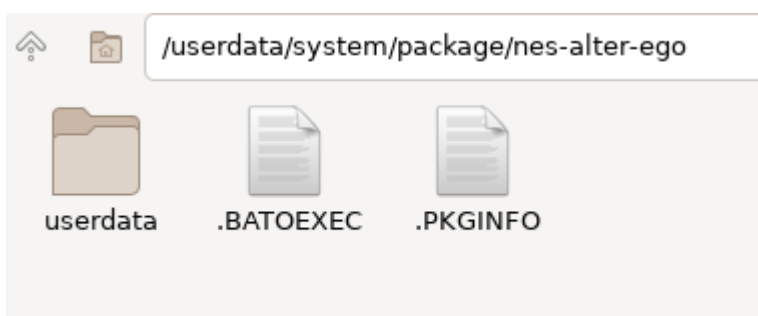 /userdata/system/package/nes-alter-ego
userdata .BATOEXEC .PKGINFO